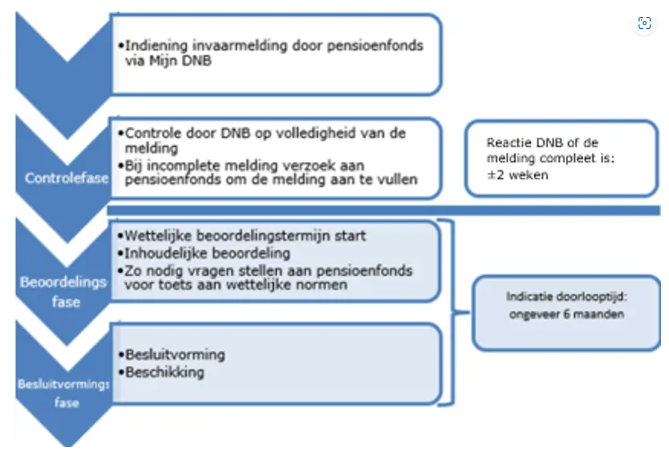 •Indiening invaarmelding door pensioenfonds
via Mijn DNB
Controlefase
•Controle door DNB op volledigheid van de
melding
•Bij incomplete melding verzoek aan
pensioenfonds om de melding aan te vullen
Reactie DNB of de
melding compleet is:
±2 weken
Beoordelings
fase
•Wettelijke beoordelingstermijn start
•Inhoudelijke beoordeling
•Zo nodig vragen stellen aan pensioenfonds
voor toets aan wettelijke normen
Indicatie doorlooptijd:
ongeveer 6 maanden
Besluitvormings
fase
•Besluitvorming
•Beschikking